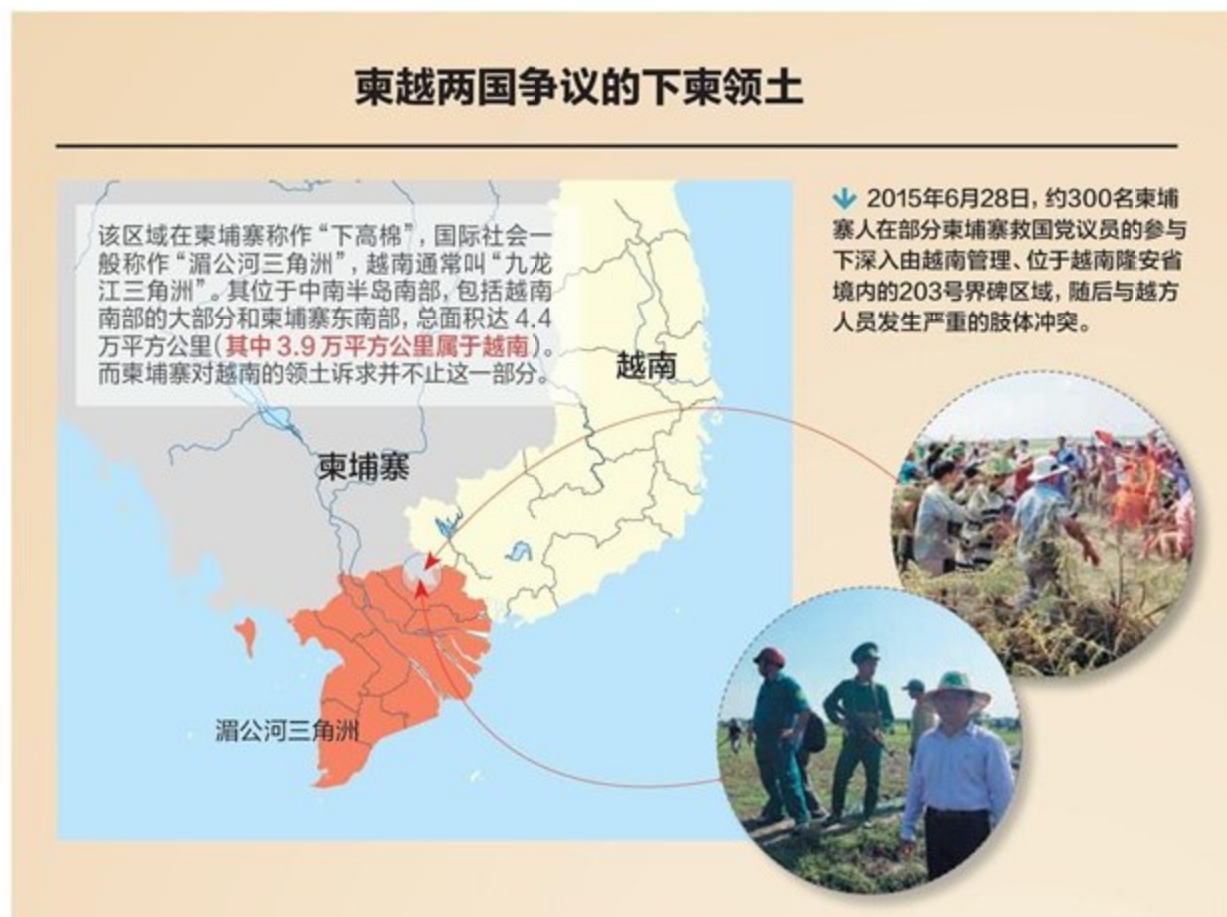 柬越两国争议的下柬领土
该区域在柬埔寨称作“下高棉”，国际社会一
般称作“湄公河三角洲”，越南通常叫“九龙
江三角洲”。其位于中南半岛南部，包括越南
南部的大部分和柬埔寨东南部，总面积达 4.4
万平方公里（其中 3.9 万平方公里属于越南）。
而柬埔寨对越南的领土诉求并不止这一部分。
2015年6月28日，约300名柬埔
寨人在部分柬埔寨救国党议员的参与
下深入由越南管理、位于越南隆安省
境内的203号界碑区域，随后与越方
人员发生严重的肢体冲突。
越南
柬埔寨
湄公河三角洲